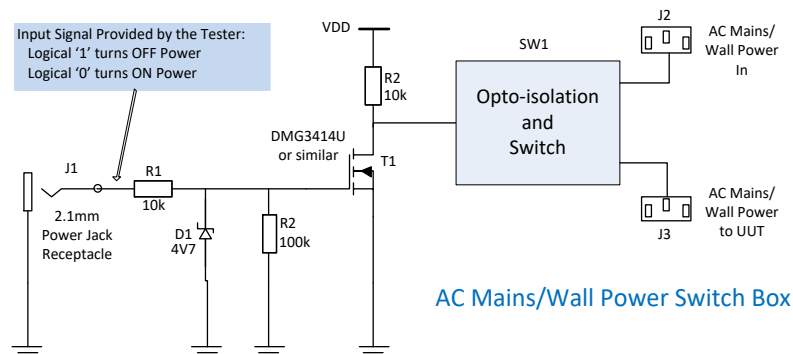 Input Signal Provided by the Tester:
Logical ‘1’ turns OFF Power
Logical ‘0’ turns ON Power
VDD
R2
10k
DMG3414U
or similar
T1
SW1
Opto-isolation
and
Switch
J2
AC Mains/
Wall Power
In
J1
2.1mm
Power Jack
Receptacle
R1
10k
D1
4V7
R2
100k
J3
AC Mains/
Wall Power
to UUT
AC Mains/Wall Power Switch Box